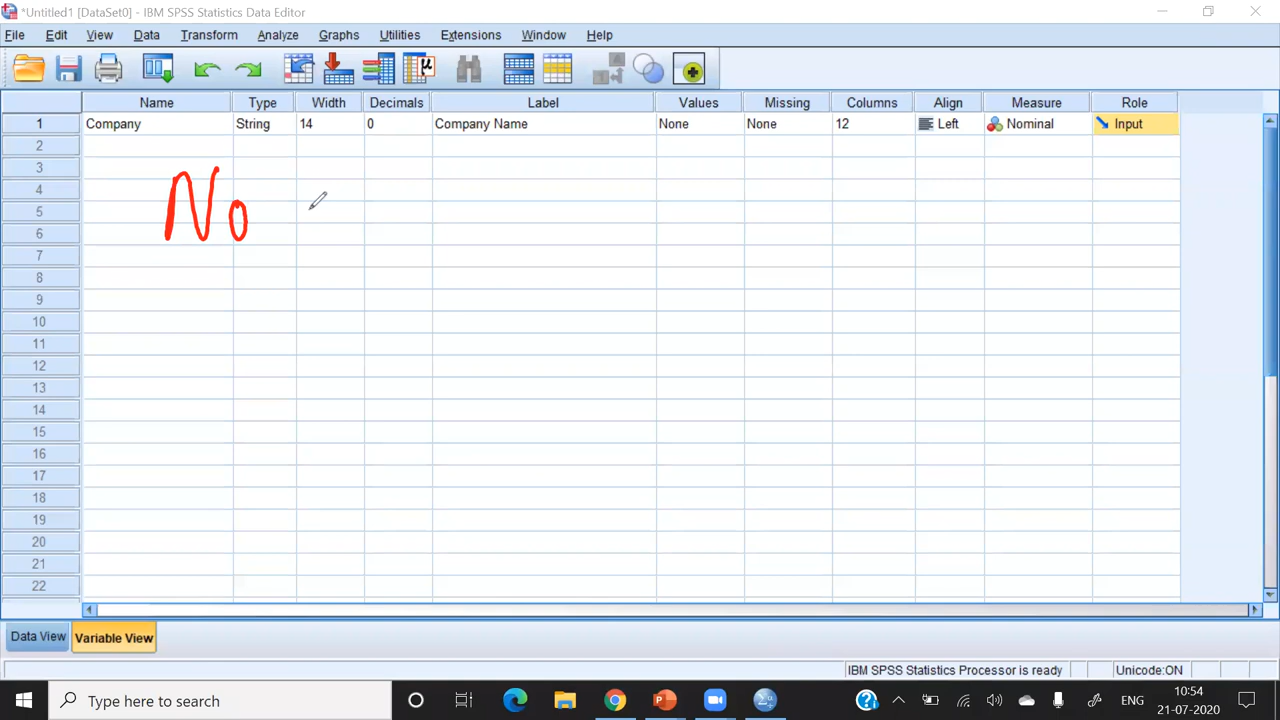 *Untitled1 [DataSet0] - IBM SPSS Statistics Data Editor
File Edit View Data Transform Analyze Graphs Utilities Extensions Window Help
Name Type Width Decimals Label Values Missing Columns Align Measure Role
1 Company String 14 0 Company Name None None 12 Left Nominal Input
2
3
4
5
6
No
7
8
9
10
11
12
13
14
15
16
17
18
19
20
21
22
Data View Variable View
IBM SPSS Statistics Processor is ready Unicode:ON
Type here to search
ENG
10:54
21-07-2020